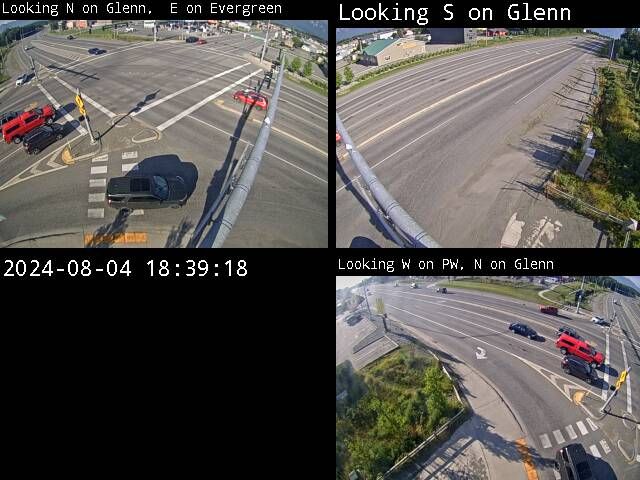 Looking N on Glenn,  E on Evergreen
Looking S on Glenn
2024-08-04 18:39:18
Looking W on PW, N on Glenn